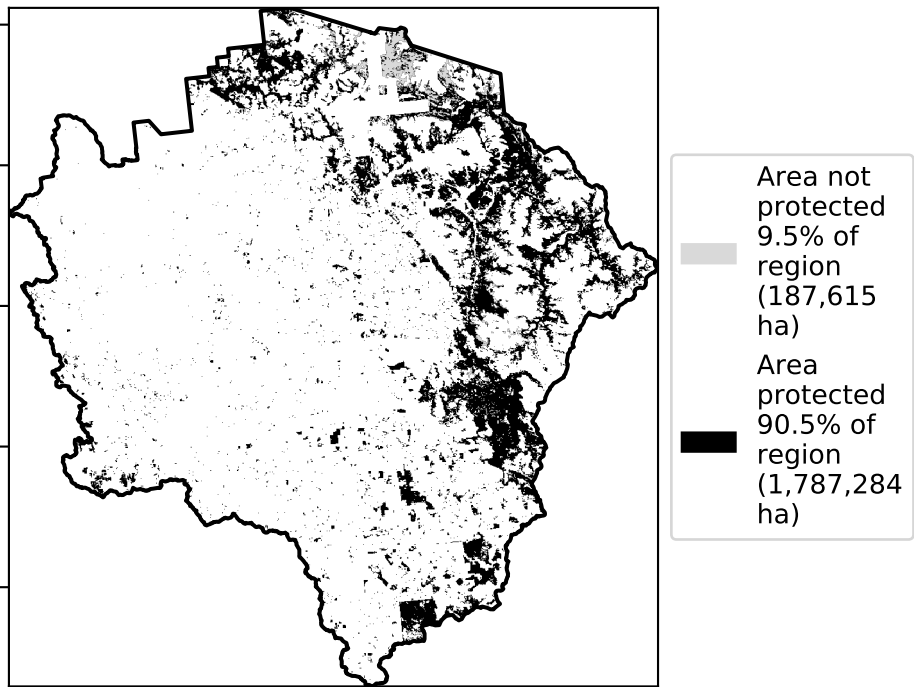 Area not
protected
9.5% of
region
(187,615
ha)
Area
protected
90.5% of
region
(1,787,284
ha)